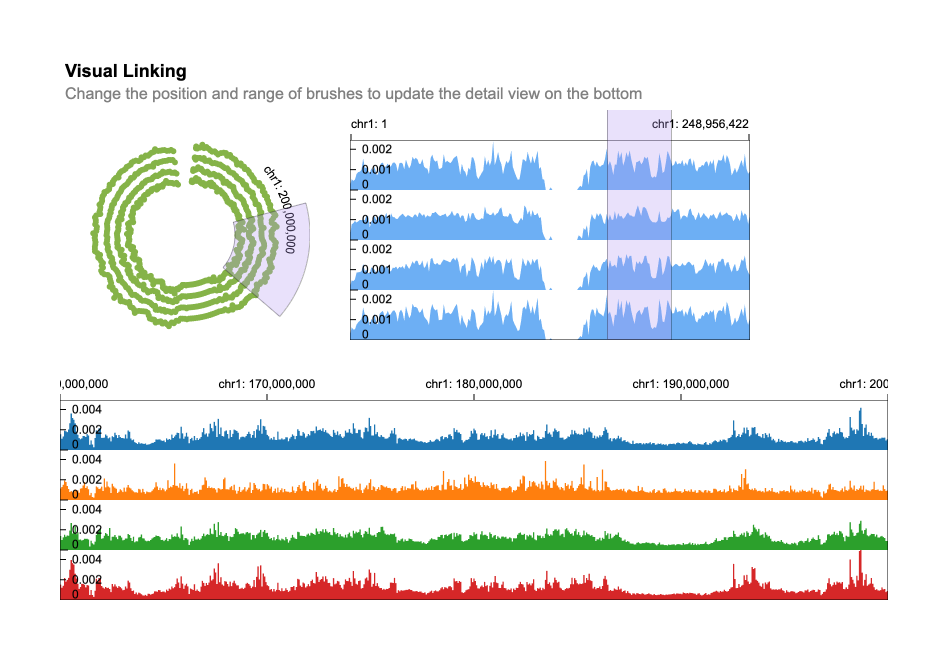 Visual Linking
Change the position and range of brushes to update the detail view on the bottom
chr1: 200,000,000
chr1: 1
chr1: 248,956,422
0.002
0.001
0
0.002
0.001
0
0.002
0.001
0
0.002
0.001
0
),000,000
chr1: 170,000,000
chr1: 180,000,000
chr1: 190,000,000
chr1: 200
0.004
0.002
0
0.004
0.002
0
0.004
0.002
0
0.004
0.002
0